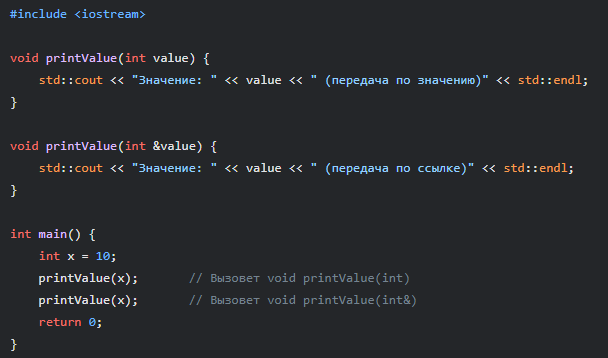 #include <iostream>
void printValue(int value) {
std::cout << "Значение: " << value << " (передача по значению)" << std::endl;
}
void printValue(int &value) {
std::cout << "Значение: " << value << " (передача по ссылке)" << std::endl;
}
int main() {
int x = 10;
printValue(x);       // Вызовет void printValue(int)
printValue(x);       // Вызовет void printValue(int&)
return 0;
}